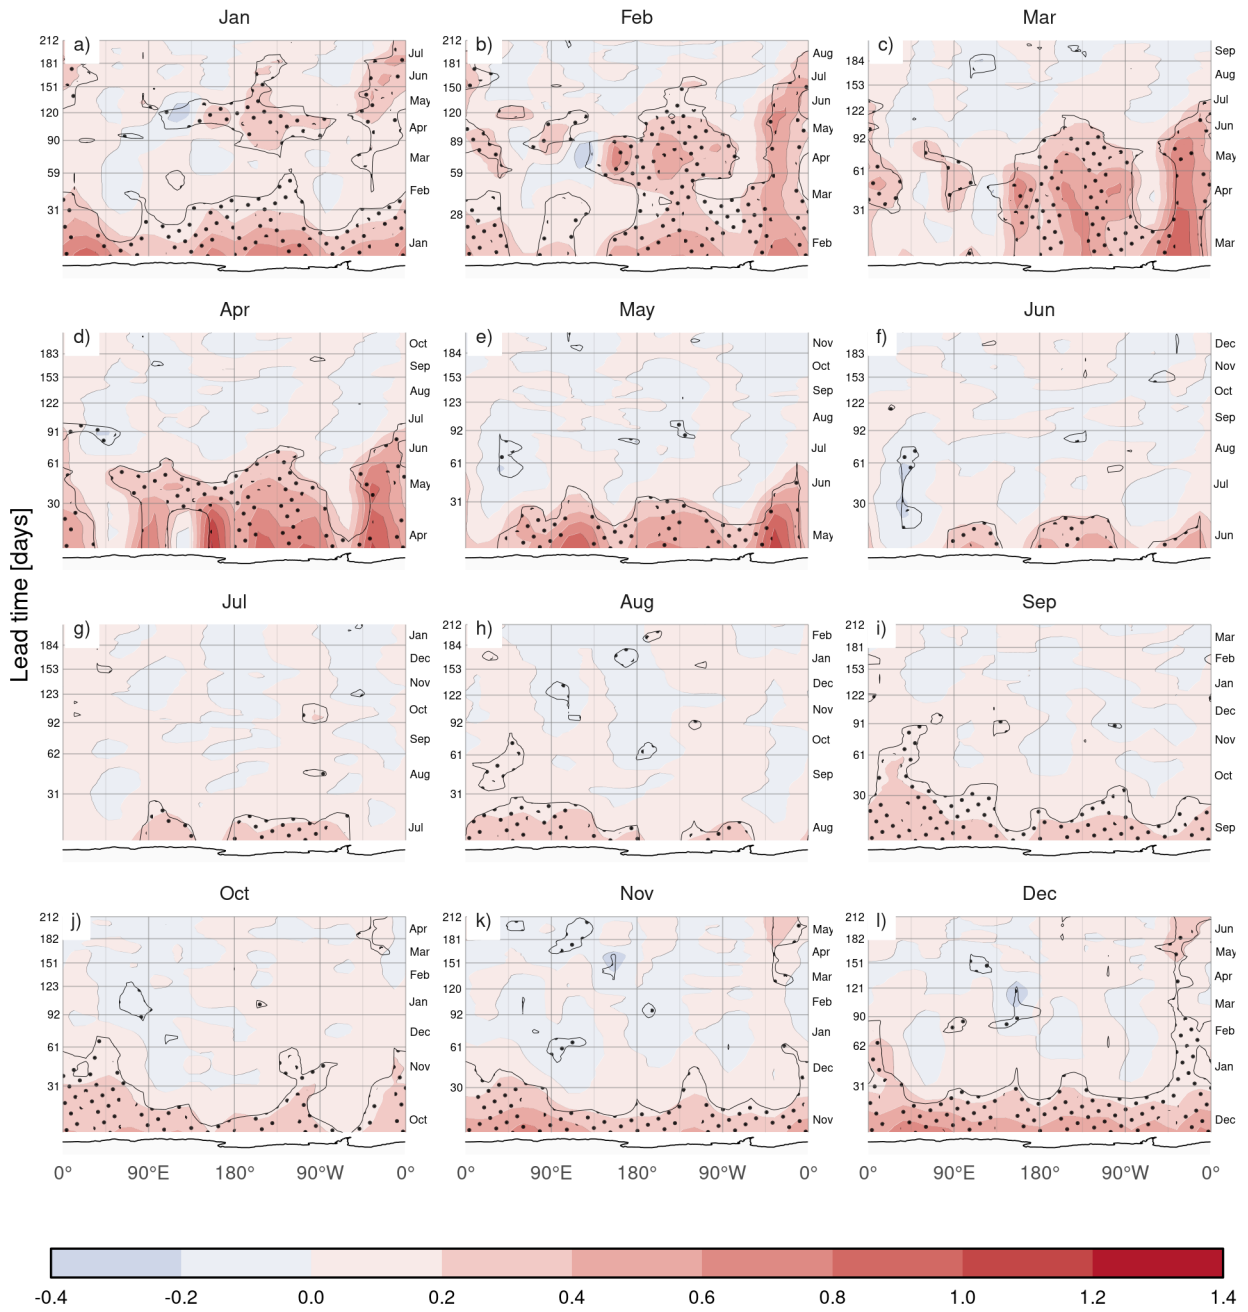 Jan
Feb
Mar
a)
b)
c)
212
181
151
120
90
59
31
Jul
Jun
May
Apr
Mar
Feb
Jan
212
181
150
120
89
59
28
Aug
Jul
Jun
May
Apr
Mar
Feb
184
153
122
92
61
31
Sep
Aug
Jul
Jun
May
Apr
Mar
Apr
May
Jun
d)
e)
f)
183
153
122
91
61
30
Oct
Sep
Aug
Jul
Jun
May
Apr
184
153
123
92
61
31
Nov
Oct
Sep
Aug
Jul
Jun
May
183
153
122
92
61
30
Dec
Nov
Oct
Sep
Aug
Jul
Jun
Lead time [days]
Jul
Aug
Sep
g)
h)
i)
184
153
123
92
62
31
Jan
Dec
Nov
Oct
Sep
Aug
Jul
212
184
153
122
92
61
31
Feb
Jan
Dec
Nov
Oct
Sep
Aug
212
184
153
122
91
61
30
Mar
Feb
Jan
Dec
Nov
Oct
Sep
Oct
Nov
Dec
j)
k)
l)
212
182
151
123
92
61
31
Apr
Mar
Feb
Jan
Dec
Nov
Oct
212
181
151
120
92
61
30
May
Apr
Mar
Feb
Jan
Dec
Nov
212
182
151
121
90
62
31
Jun
May
Apr
Mar
Feb
Jan
Dec
0° 90°E 180° 90°W 0°
0° 90°E 180° 90°W 0°
0° 90°E 180° 90°W 0°
-0.4 -0.2 0.0 0.2 0.4 0.6 0.8 1.0 1.2 1.4